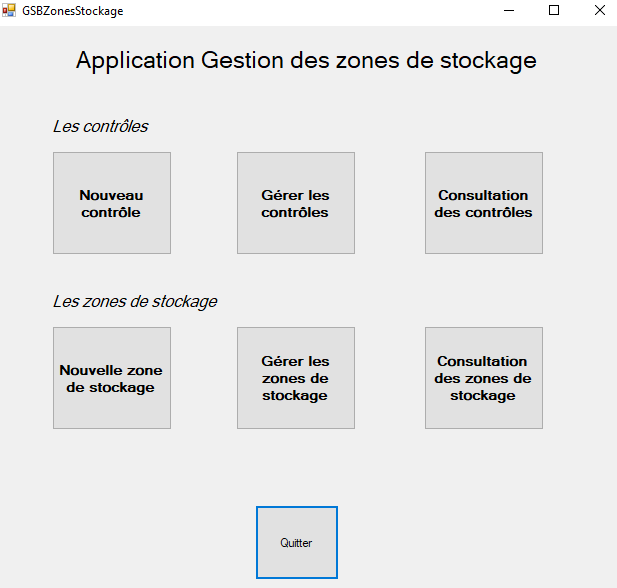 GSBZonesStockage
Application Gestion des zones de stockage
Les contrôles
Nouveau
contrôle
Gérer les
contrôles
Consultation
des contrôles
Les zones de stockage
Nouvelle zone
de stockage
Gérer les
zones de
stockage
Consultation
des zones de
stockage
Quitter